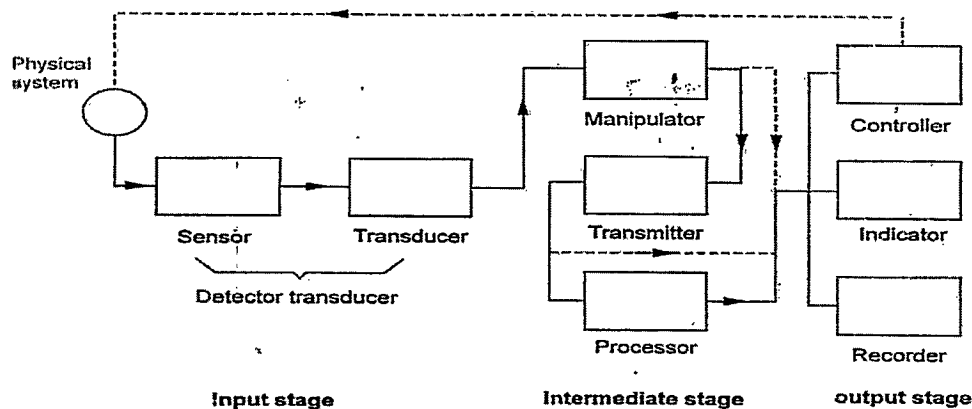 Physical
system
Sensor
Transducer
Detector transducer
Input stage
Manipulator
Transmitter
Processor
Intermediate stage
Controller
Indicator
Recorder
output stage